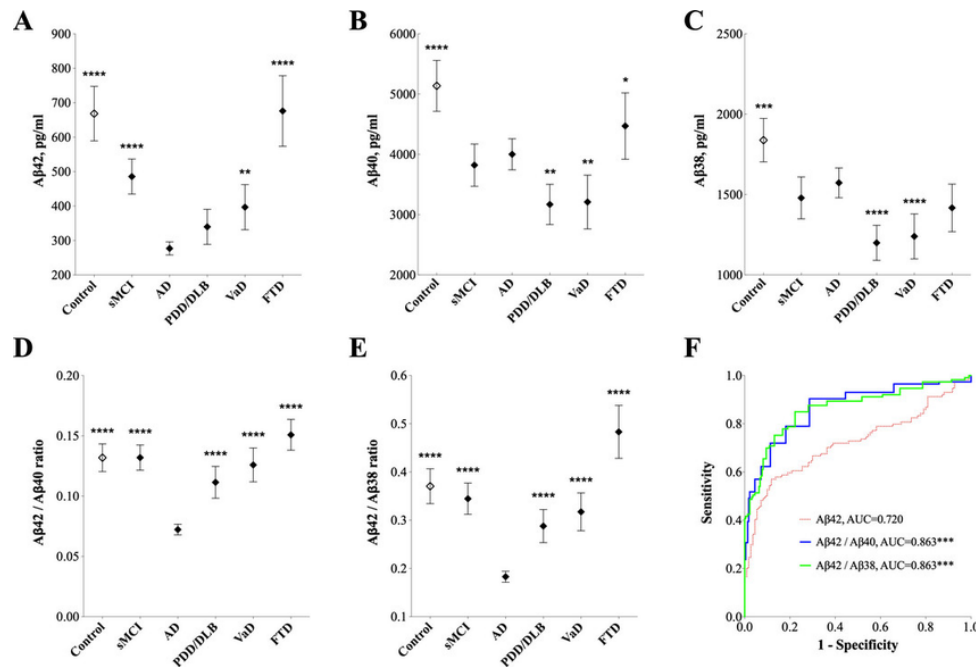 A
Aβ42, pg/ml
900
800
700
600
500
400
300
200
****
****
**
****
Control
sMCI
AD
PDD/DLB
VaD
FTD
B
Aβ40, pg/ml
6000
5000
4000
3000
2000
****
**
**
*
Control
sMCI
AD
PDD/DLB
VaD
FTD
C
Aβ38, pg/ml
2500
2000
1500
1000
***
****
****
Control
sMCI
AD
PDD/DLB
VaD
FTD
D
Aβ42 / Aβ40 ratio
0.20
0.15
0.10
0.05
0.00
****
****
****
****
****
Control
sMCI
AD
PDD/DLB
VaD
FTD
E
Aβ42 / Aβ38 ratio
0.6
0.5
0.4
0.3
0.2
0.1
****
****
****
****
****
Control
sMCI
AD
PDD/DLB
VaD
FTD
F
Sensitivity
1.0
0.8
0.6
0.4
0.2
0.0
Aβ42, AUC=0.720
Aβ42 / Aβ40, AUC=0.863***
Aβ42 / Aβ38, AUC=0.863***
0.0 0.2 0.4 0.6 0.8 1.0
1 - Specificity